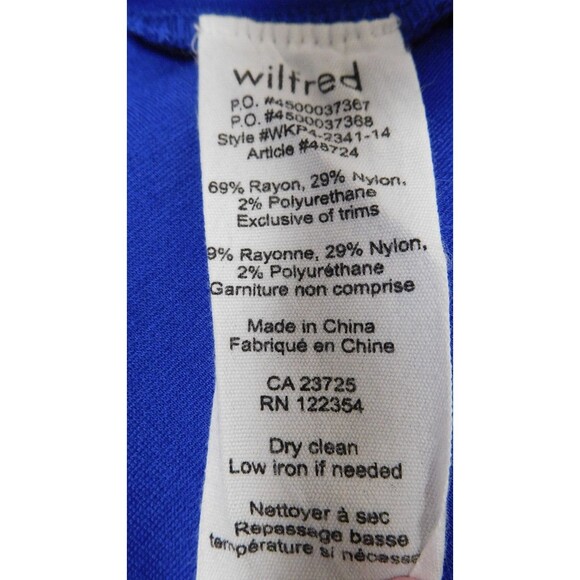 wilfred
P.O. #4500037367
P.O. #4500037368
Style #WKP4-2341-14
Article #48724
69% Rayon, 29% Nylon,
2% Polyurethane
Exclusive of trims
9% Rayonne, 29% Nylon,
2% Polyuréthane
Garniture non comprise
Made in China
Fabriqué en Chine
CA 23725
RN 122354
Dry clean
Low iron if needed
Nettoyer à sec
Repassage basse
température si nécess